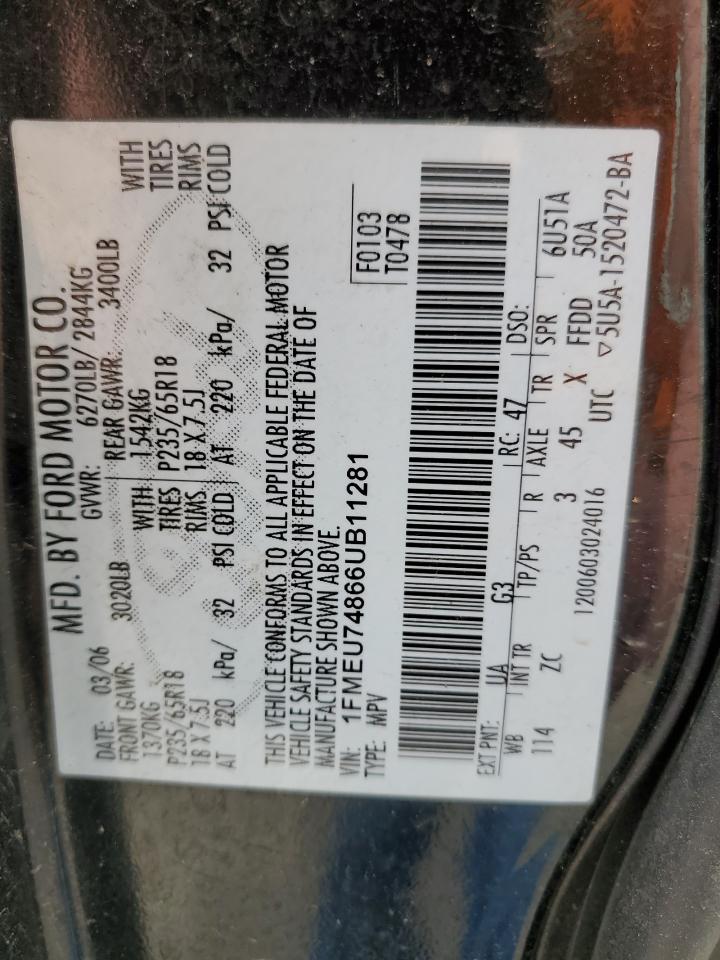 MFD. BY FORD MOTOR CO.
DATE: 03/06 GVWR: 6270LB/ 2844KG
FRONT GAWR: 3020LB REAR GAWR: 3400LB
1370KG WITH 1542KG WITH
P235/65R18 TIRES P235/65R18 TIRES
18 X 7.5J RIMS 18 X 7.5J RIMS
AT 220 kPa/ 32 PSI COLD AT 220 kPa/ 32 PSI COLD
THIS VEHICLE CONFORMS TO ALL APPLICABLE FEDERAL MOTOR
VEHICLE SAFETY STANDARDS IN EFFECT ON THE DATE OF
MANUFACTURE SHOWN ABOVE.
VIN: 1FMEU74866UB11281 F0103
TYPE: MPV T0478
EXT PNT: UA G3 RC: 47 DSO:
WB INT TR TP/PS R AXLE TR SPR 6U51A
114 ZC 3 45 X FFDD 50A
1200603024016 UTC ▽5U5A-1520472-BA